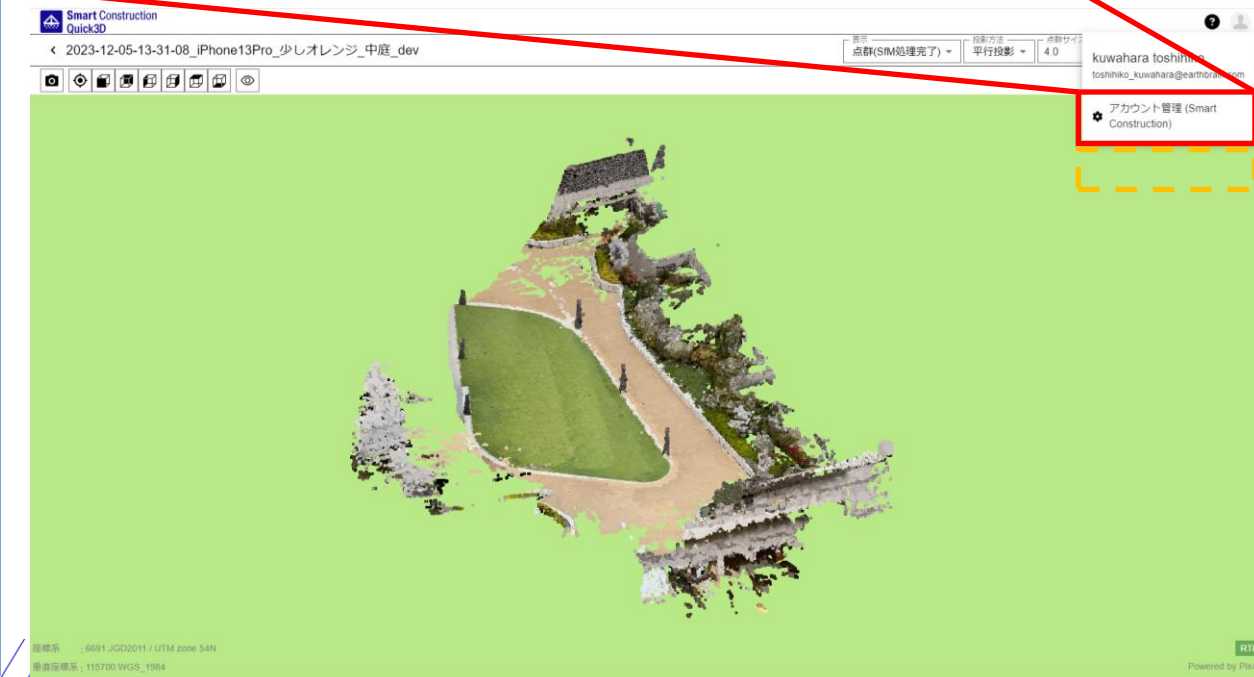 Smart Construction
Quick3D
2023-12-05-13-31-08_iPhone13Pro_少しオレンジ_中庭_dev
表示
点群(SfM処理完了)
投影方法
平行投影
点群サイズ
4.0
kuwahara toshihiko
toshihiko_kuwahara@earthbrain.com
アカウント管理 (Smart
Construction)
座標系 : 6691:JGD2011 / UTM zone 54N
垂直座標系 : 115700:WGS_1984
Powered by